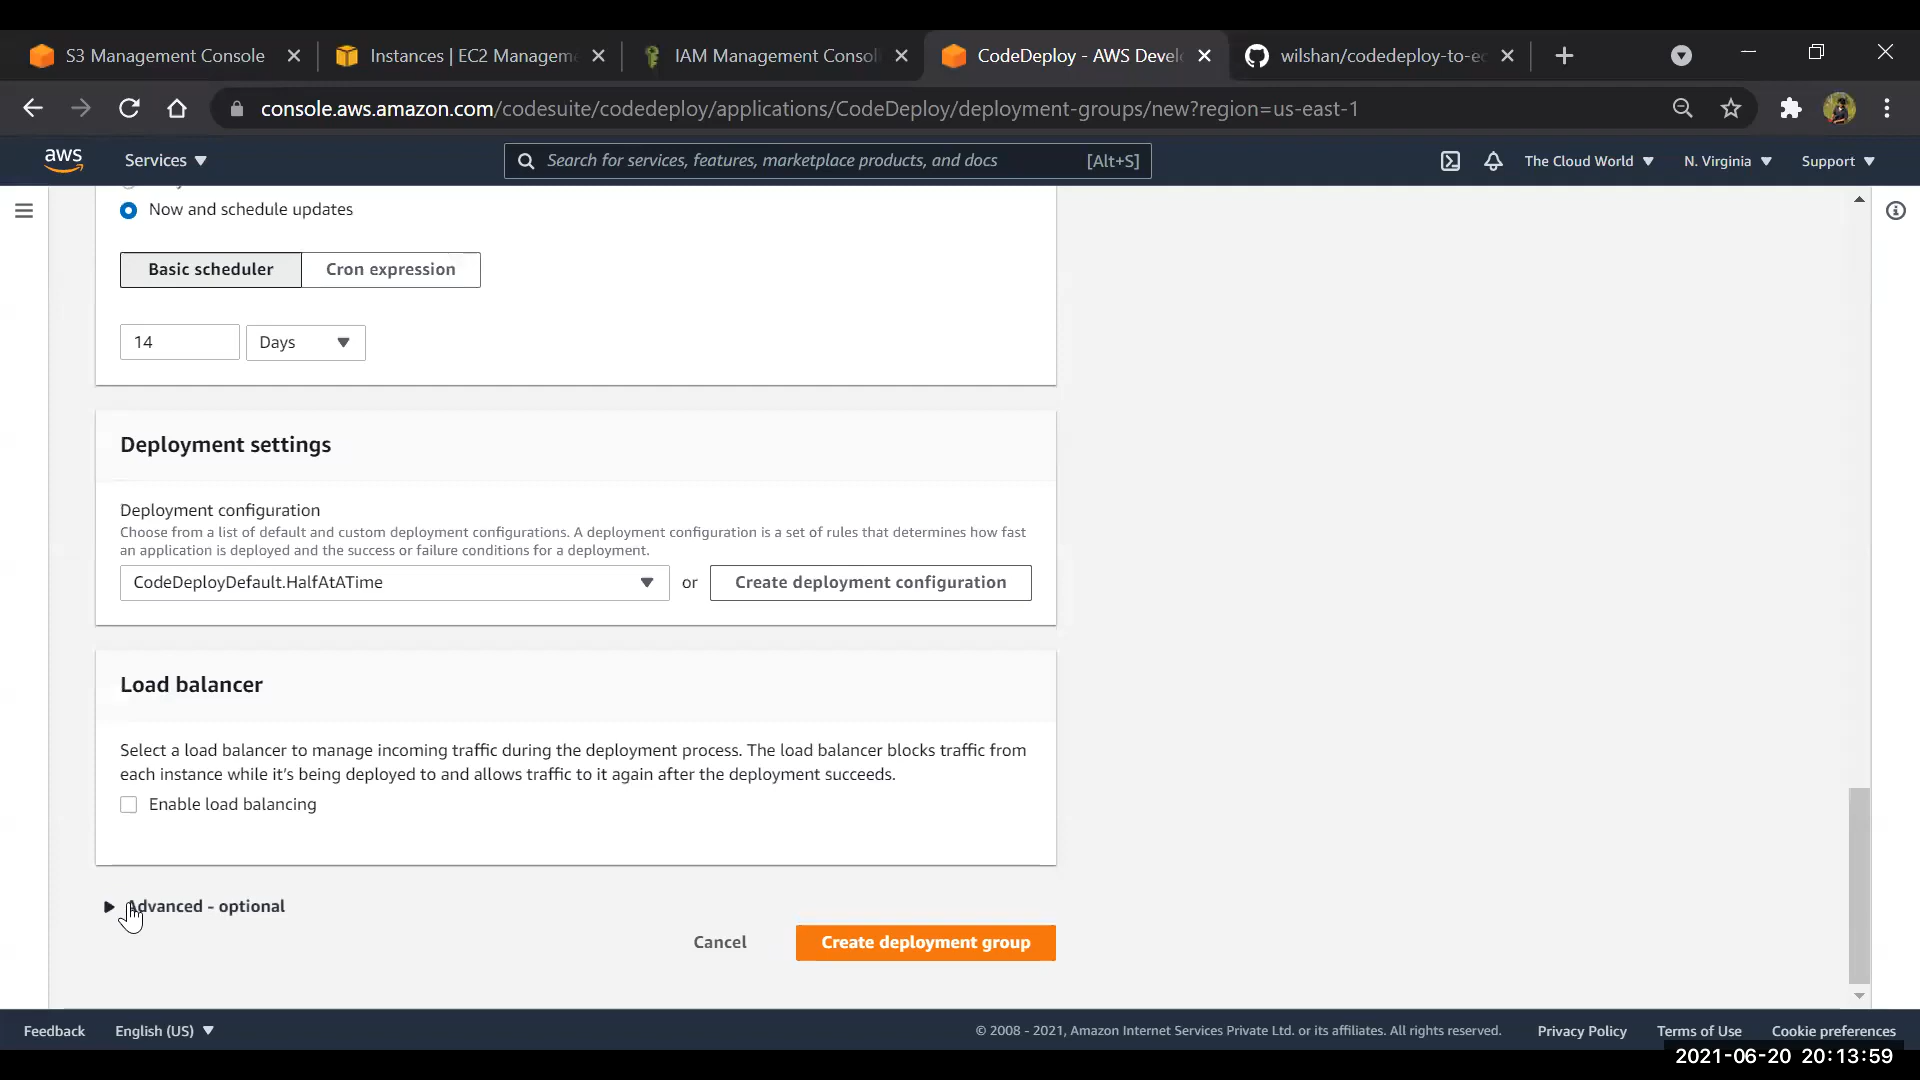 S3 Management Console
Instances | EC2 Managem
IAM Management Consol
CodeDeploy - AWS Devel
wilshan/codedeploy-to-ec
console.aws.amazon.com/codesuite/codedeploy/applications/CodeDeploy/deployment-groups/new?region=us-east-1
aws
Services
Search for services, features, marketplace products, and docs
[Alt+S]
The Cloud World
N. Virginia
Support
Now and schedule updates
Basic scheduler
Cron expression
14
Days
Deployment settings
Deployment configuration
Choose from a list of default and custom deployment configurations. A deployment configuration is a set of rules that determines how fast
an application is deployed and the success or failure conditions for a deployment.
CodeDeployDefault.HalfAtATime
or
Create deployment configuration
Load balancer
Select a load balancer to manage incoming traffic during the deployment process. The load balancer blocks traffic from
each instance while it's being deployed to and allows traffic to it again after the deployment succeeds.
Enable load balancing
Advanced - optional
Cancel
Create deployment group
Feedback
English (US)
© 2008 - 2021, Amazon Internet Services Private Ltd. or its affiliates. All rights reserved.
Privacy Policy
Terms of Use
Cookie preferences
2021-06-20 20:13:59